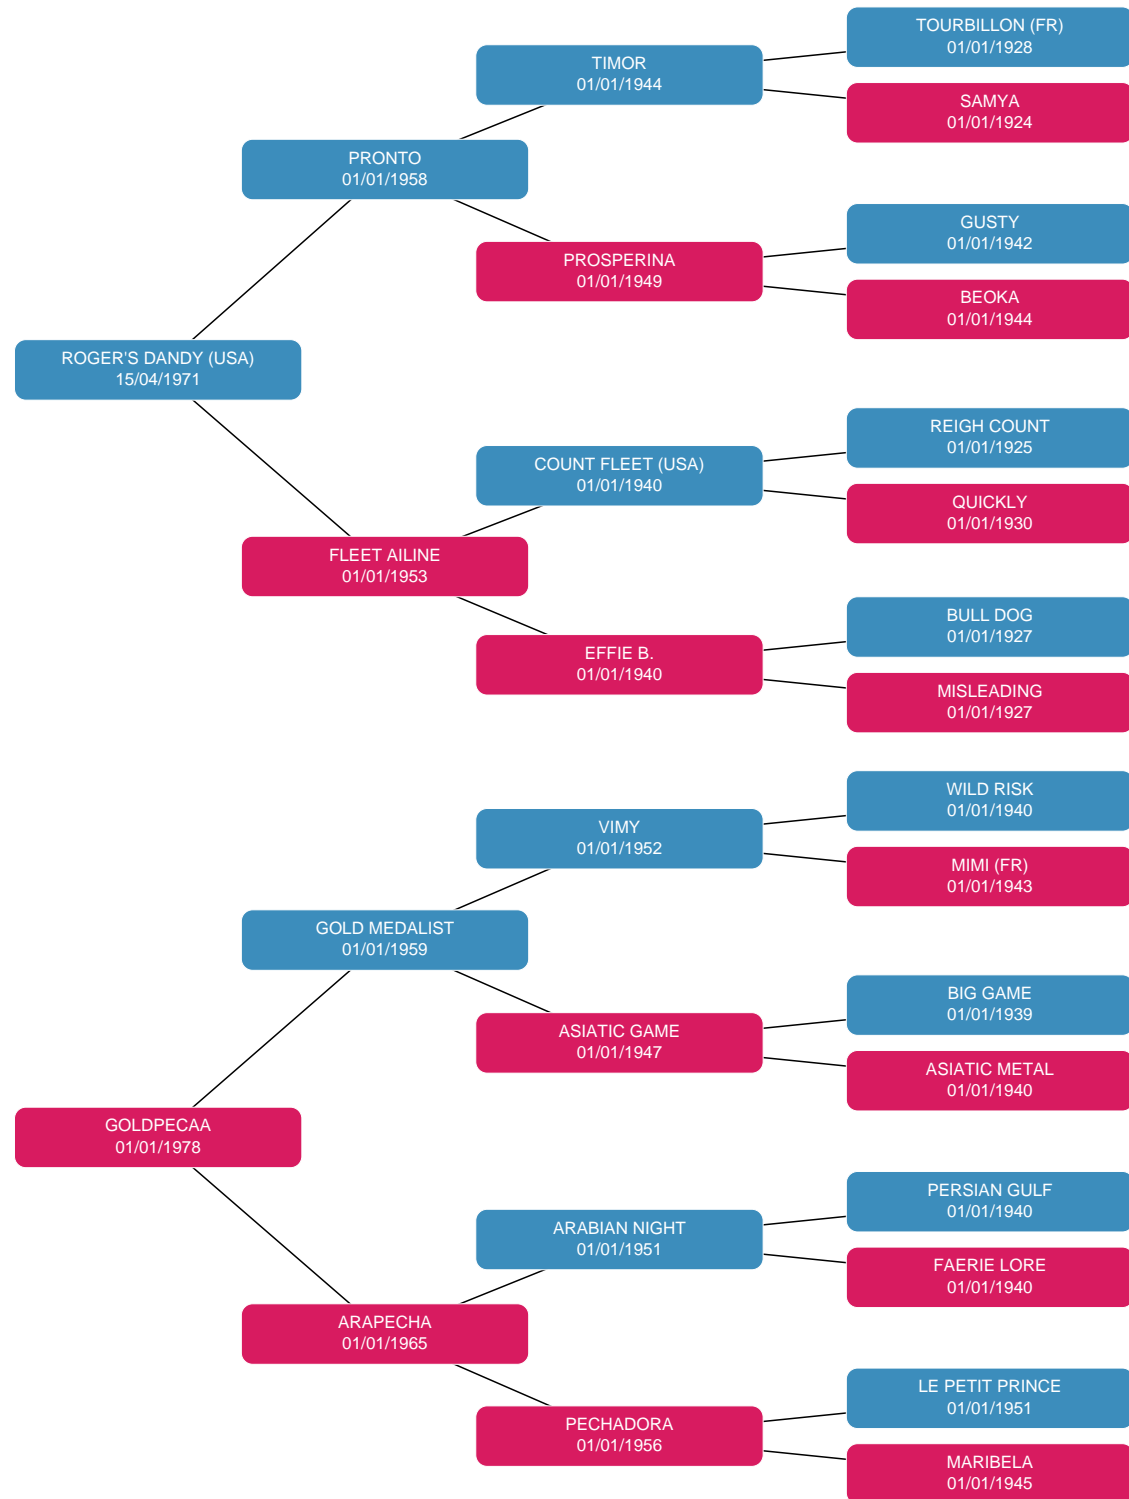 TOURBILLON (FR)
01/01/1928
TIMOR
01/01/1944
SAMYA
01/01/1924
PRONTO
01/01/1958
GUSTY
01/01/1942
PROSPERINA
01/01/1949
BEOKA
01/01/1944
ROGER'S DANDY (USA)
15/04/1971
REIGH COUNT
01/01/1925
COUNT FLEET (USA)
01/01/1940
QUICKLY
01/01/1930
FLEET AILINE
01/01/1953
BULL DOG
01/01/1927
EFFIE B.
01/01/1940
MISLEADING
01/01/1927
WILD RISK
01/01/1940
VIMY
01/01/1952
MIMI (FR)
01/01/1943
GOLD MEDALIST
01/01/1959
BIG GAME
01/01/1939
ASIATIC GAME
01/01/1947
ASIATIC METAL
01/01/1940
GOLDPECAA
01/01/1978
PERSIAN GULF
01/01/1940
ARABIAN NIGHT
01/01/1951
FAERIE LORE
01/01/1940
ARAPECHA
01/01/1965
LE PETIT PRINCE
01/01/1951
PECHADORA
01/01/1956
MARIBELA
01/01/1945